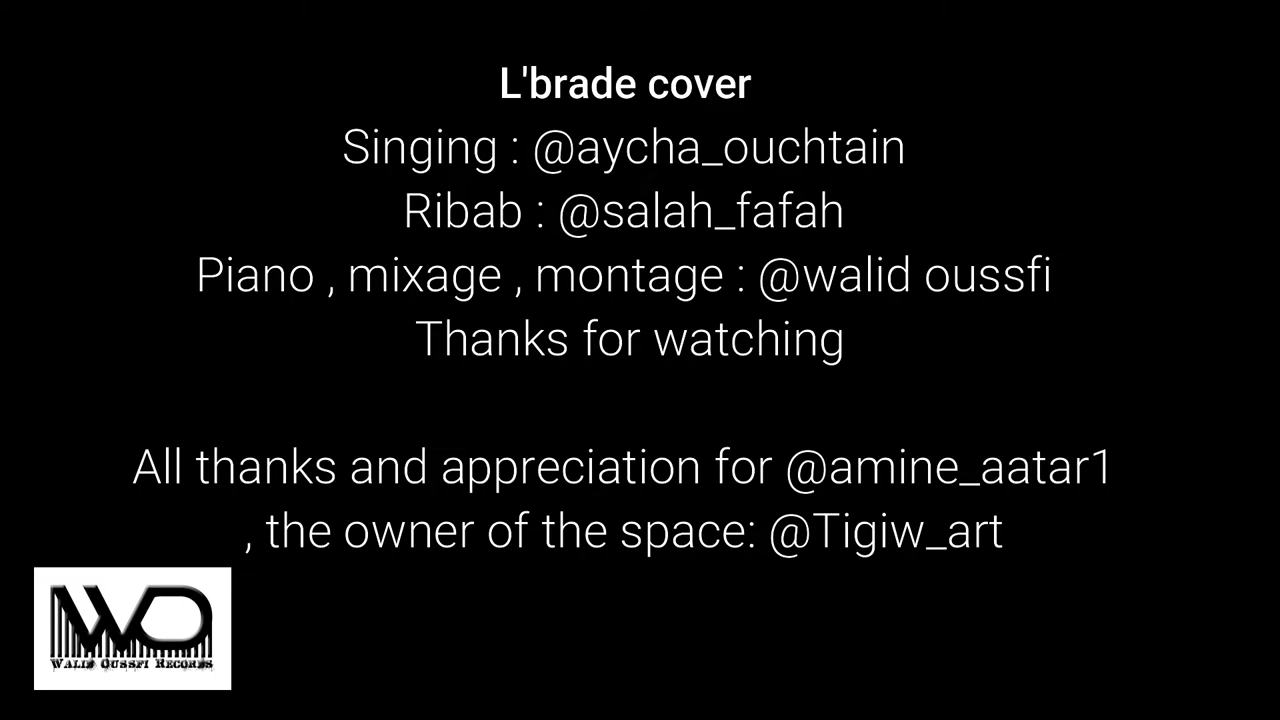 L'brade cover
Singing : @aycha_ouchtain
Ribab : @salah_fafah
Piano , mixage , montage : @walid oussfi
Thanks for watching
All thanks and appreciation for @amine_aatar1
, the owner of the space: @Tigiw_art
WO
WALID OUSSFI RECORDS